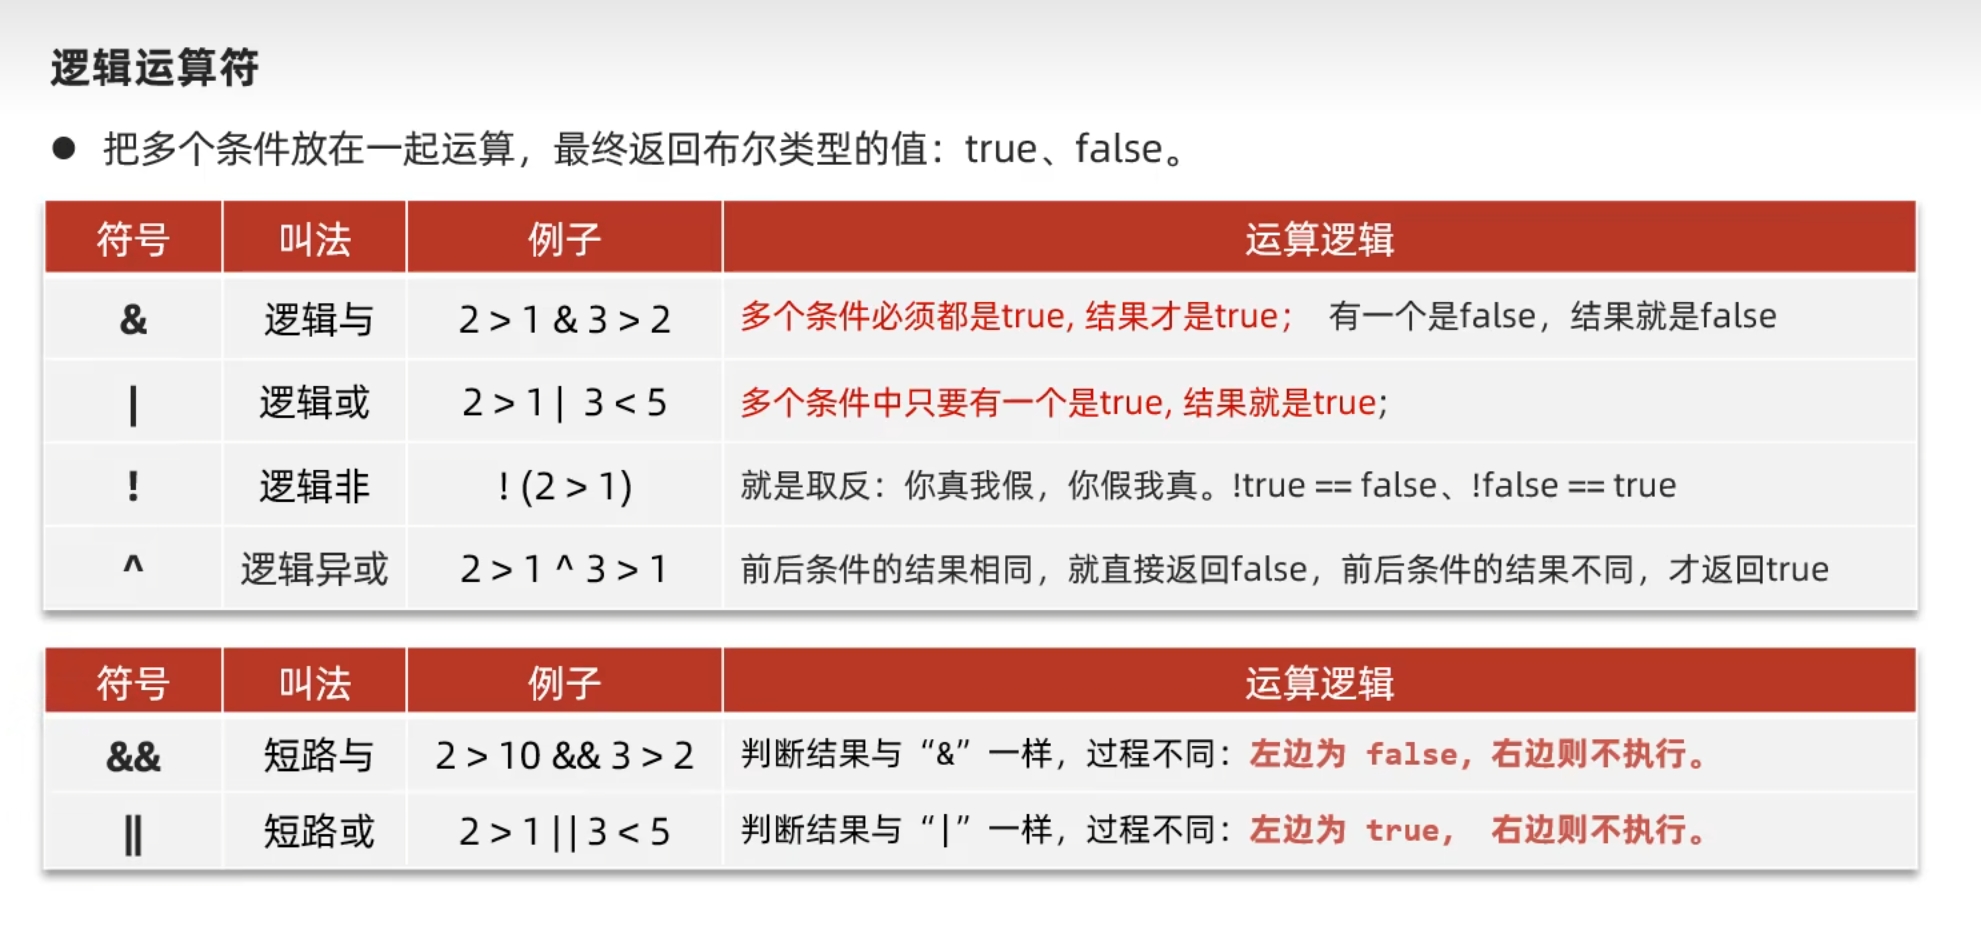 逻辑运算符
● 把多个条件放在一起运算，最终返回布尔类型的值：true、false。
符号 叫法 例子 运算逻辑
& 逻辑与 2 > 1 & 3 > 2 多个条件必须都是true, 结果才是true； 有一个是false，结果就是false
| 逻辑或 2 > 1 | 3 < 5 多个条件中只要有一个是true, 结果就是true;
! 逻辑非 ! (2 > 1) 就是取反：你真我假，你假我真。!true == false、!false == true
^ 逻辑异或 2 > 1 ^ 3 > 1 前后条件的结果相同，就直接返回false，前后条件的结果不同，才返回true
符号 叫法 例子 运算逻辑
&& 短路与 2 > 10 && 3 > 2 判断结果与“&”一样，过程不同：左边为 false，右边则不执行。
|| 短路或 2 > 1 || 3 < 5 判断结果与“|”一样，过程不同：左边为 true， 右边则不执行。